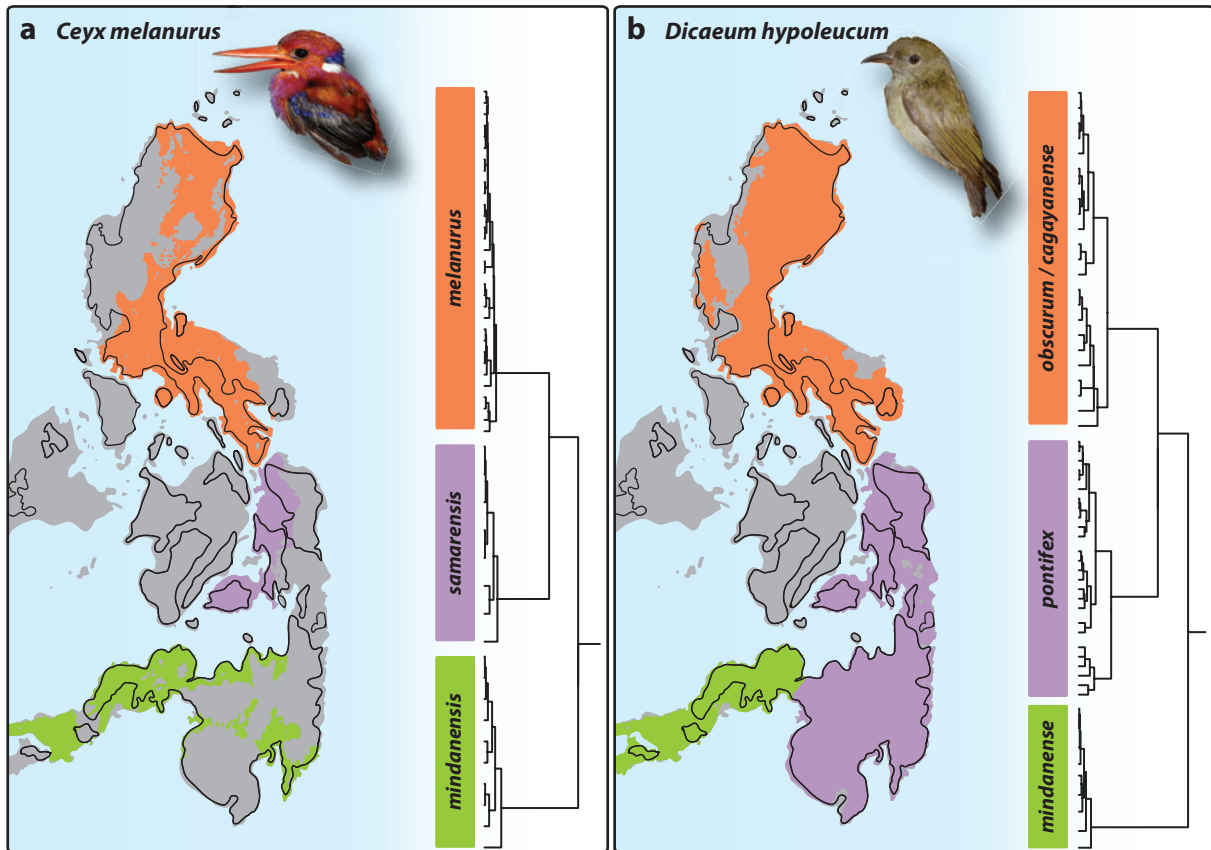 a Ceyx melanurus
melanurus
samarensis
mindanensis
b Dicaeum hypoleucum
obscurum / cagayanense
pontifex
mindanense